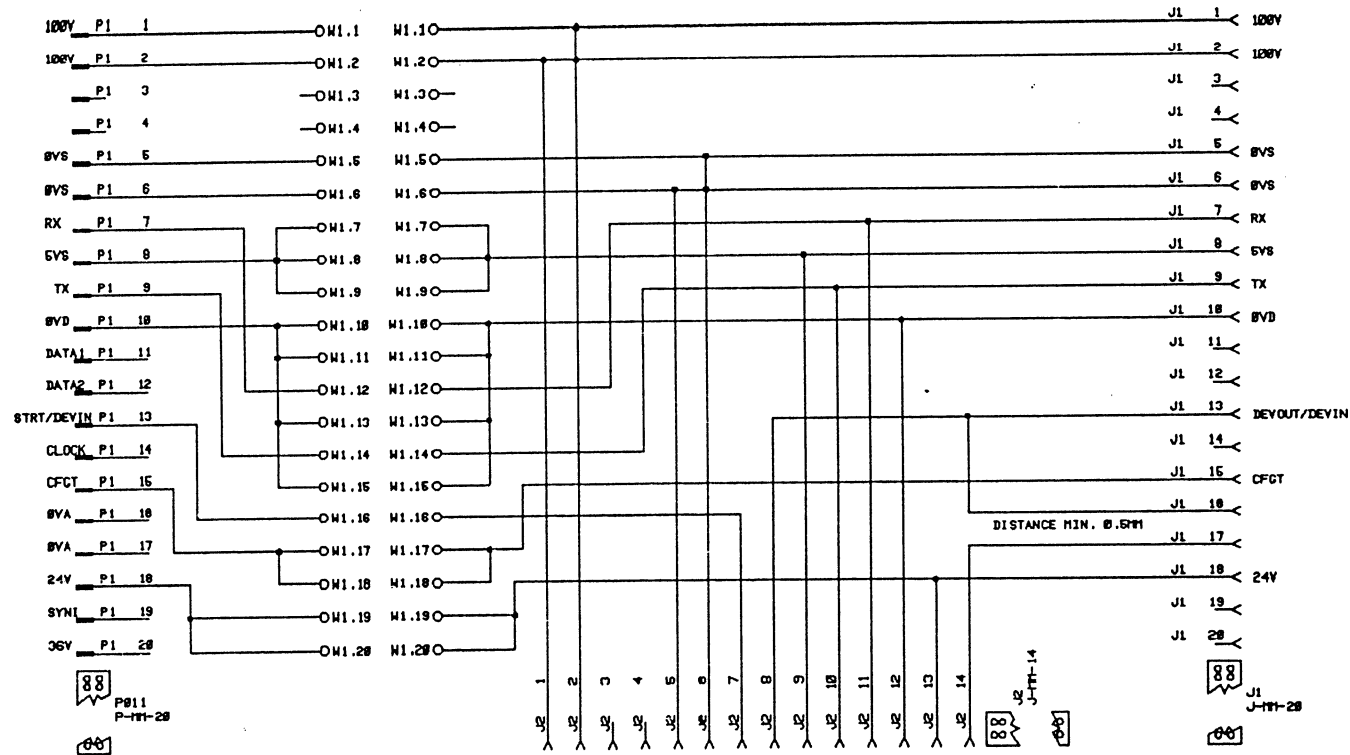 100V P1 1 W1.1 W1.1 J1 1 100V
100V P1 2 W1.2 W1.2 J1 2 100V
P1 3 W1.3 W1.3 J1 3
P1 4 W1.4 W1.4 J1 4
0VS P1 5 W1.5 W1.5 J1 5 0VS
0VS P1 6 W1.6 W1.6 J1 6 0VS
RX P1 7 W1.7 W1.7 J1 7 RX
5VS P1 8 W1.8 W1.8 J1 8 5VS
TX P1 9 W1.9 W1.9 J1 9 TX
0VD P1 10 W1.10 W1.10 J1 10 0VD
DATA1 P1 11 W1.11 W1.11 J1 11
DATA2 P1 12 W1.12 W1.12 J1 12
STRT/DEVIN P1 13 W1.13 W1.13 J1 13 DEVOUT/DEVIN
CLOCK P1 14 W1.14 W1.14 J1 14
CFGT P1 15 W1.15 W1.15 J1 15 CFGT
0VA P1 16 W1.16 W1.16 J1 16
DISTANCE MIN. 0.5MM
0VA P1 17 W1.17 W1.17 J1 17
24V P1 18 W1.18 W1.18 J1 18 24V
SYNI P1 19 W1.19 W1.19 J1 19
36V P1 20 W1.20 W1.20 J1 20
1 2 3 4 5 6 7 8 9 10 11 12 13 14
J2 J2 J2 J2 J2 J2 J2 J2 J2 J2 J2 J2 J2 J2
P011
P-MM-20
J2
J-MM-14
J1
J-MM-20